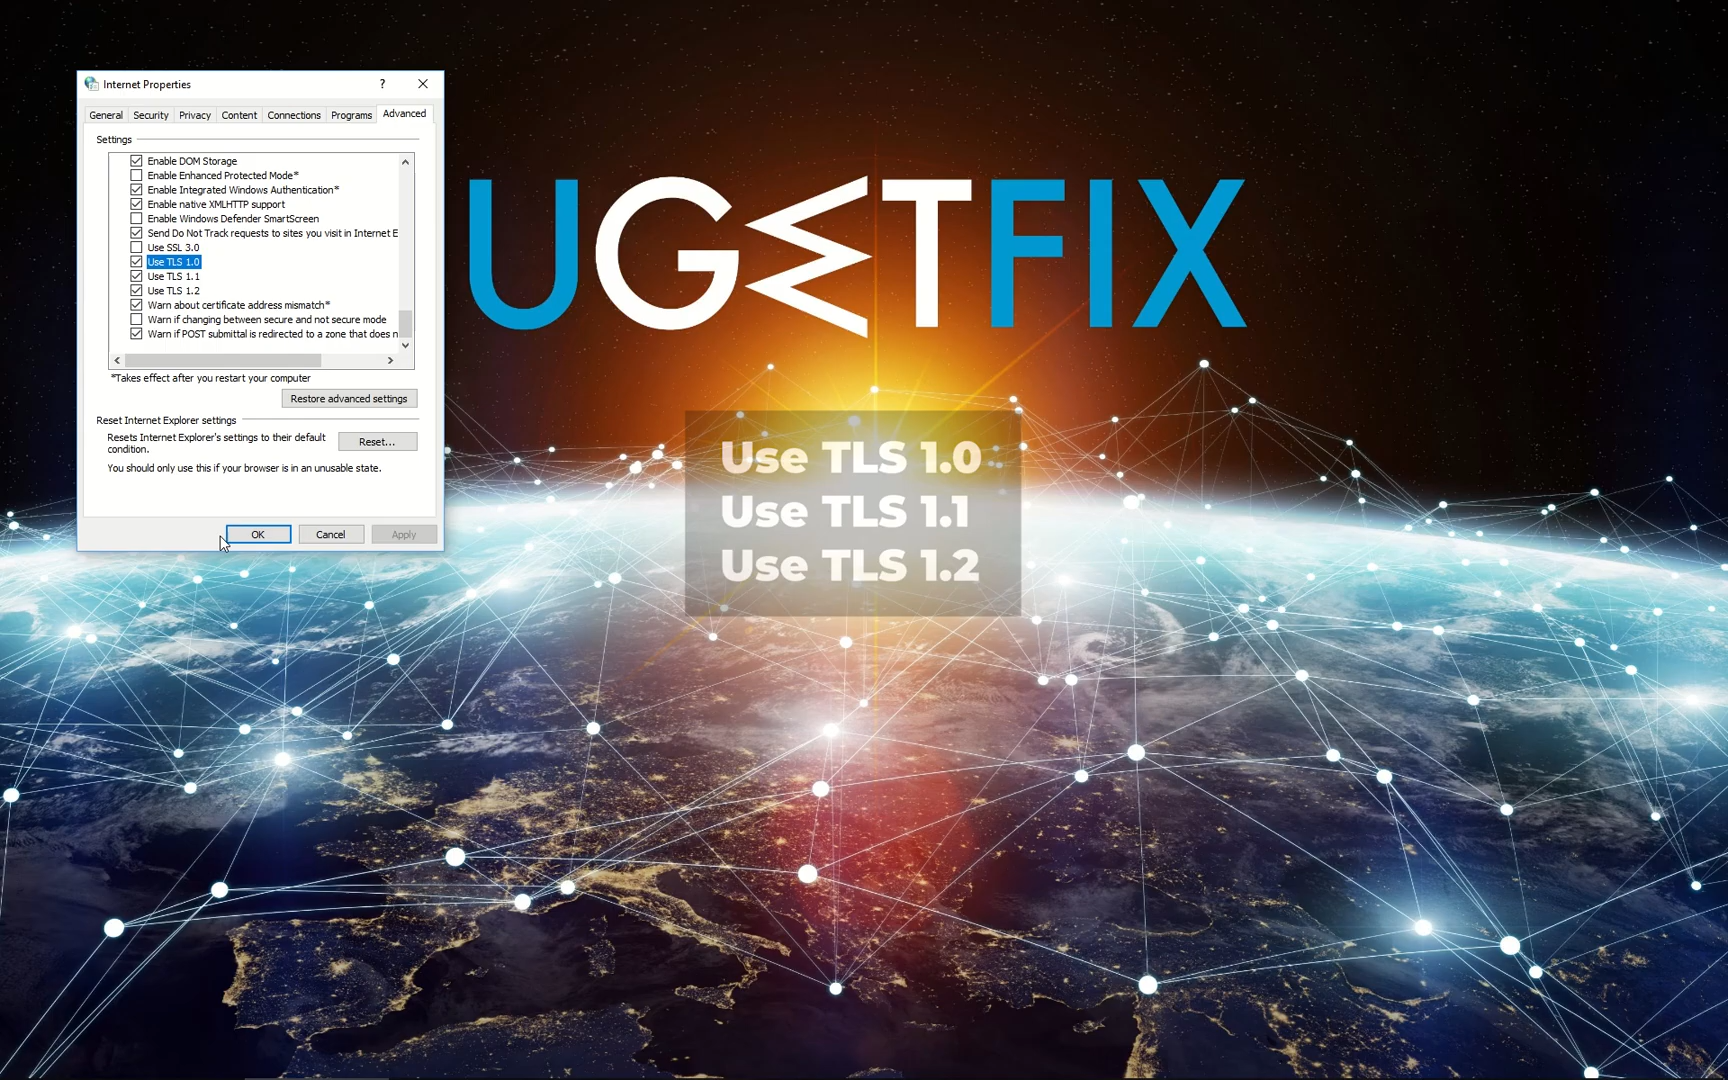 Internet Properties
?
General
Security
Privacy
Content
Connections
Programs
Advanced
Settings
Enable DOM Storage
Enable Enhanced Protected Mode*
Enable Integrated Windows Authentication*
Enable native XMLHTTP support
Enable Windows Defender SmartScreen
Send Do Not Track requests to sites you visit in Internet E
Use SSL 3.0
Use TLS 1.0
Use TLS 1.1
Use TLS 1.2
Warn about certificate address mismatch*
Warn if changing between secure and not secure mode
Warn if POST submittal is redirected to a zone that does n
*Takes effect after you restart your computer
Restore advanced settings
Reset Internet Explorer settings
Resets Internet Explorer's settings to their default
condition.
Reset...
You should only use this if your browser is in an unusable state.
OK
Cancel
Apply
UGETFIX
Use TLS 1.0
Use TLS 1.1
Use TLS 1.2